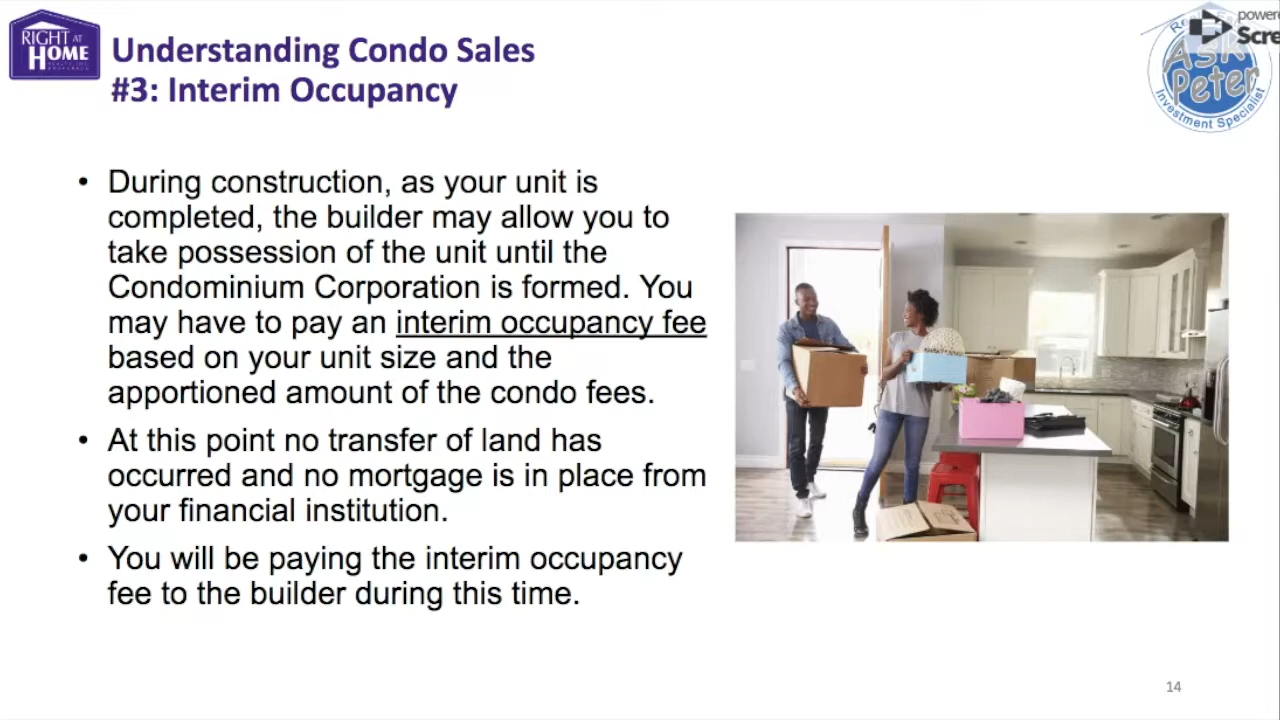 RIGHT AT
HOME
Understanding Condo Sales
#3: Interim Occupancy
powere
Scre
Ask
Peter
Investment Specialist
• During construction, as your unit is
completed, the builder may allow you to
take possession of the unit until the
Condominium Corporation is formed. You
may have to pay an interim occupancy fee
based on your unit size and the
apportioned amount of the condo fees.
• At this point no transfer of land has
occurred and no mortgage is in place from
your financial institution.
• You will be paying the interim occupancy
fee to the builder during this time.
14